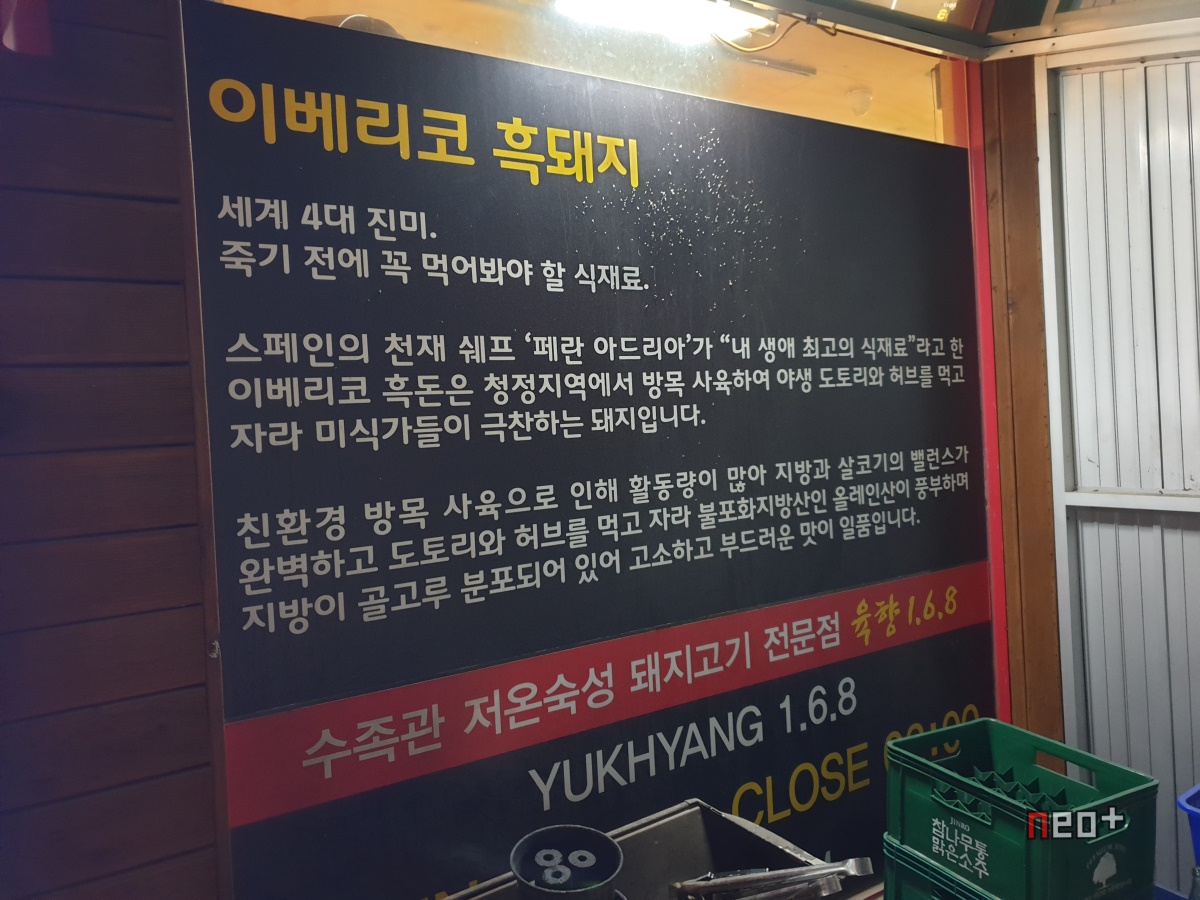 이베리코 흑돼지
세계 4대 진미.
죽기 전에 꼭 먹어봐야 할 식재료.
스페인의 천재 쉐프 ‘페란 아드리아’가 “내 생애 최고의 식재료”라고 한
이베리코 흑돈은 청정지역에서 방목 사육하여 야생 도토리와 허브를 먹고
자라 미식가들이 극찬하는 돼지입니다.
친환경 방목 사육으로 인해 활동량이 많아 지방과 살코기의 밸런스가
완벽하고 도토리와 허브를 먹고 자라 불포화지방산인 올레인산이 풍부하며
지방이 골고루 분포되어 있어 고소하고 부드러운 맛이 일품입니다.
수족관 저온숙성 돼지고기 전문점 육향1.6.8
YUKHYANG 1.6.8
CLOSE
80
JINRO
참나무통
맑은소주
neo+